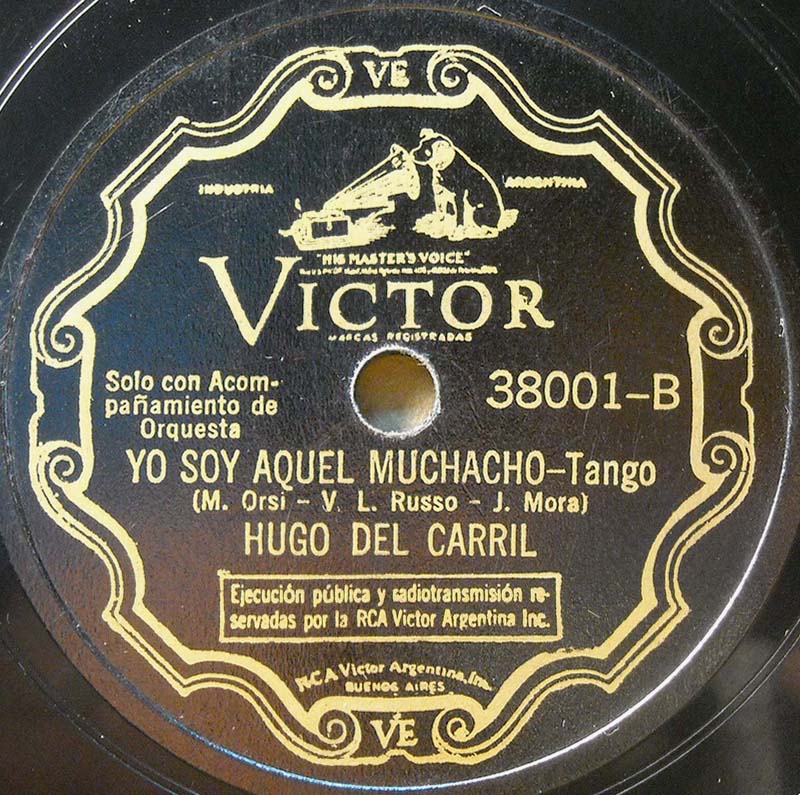 VE
INDUSTRIA ARGENTINA
"HIS MASTER'S VOICE"
VICTOR
MARCAS REGISTRADAS
Solo con Acom-
pañamiento de
Orquesta
38001-B
YO SOY AQUEL MUCHACHO-Tango
(M. Orsi - V. L. Russo - J. Mora)
HUGO DEL CARRIL
Ejecución pública y radiotransmisión re-
servadas por la RCA Victor Argentina Inc.
RCA Victor Argentina, Inc.
BUENOS AIRES
VE